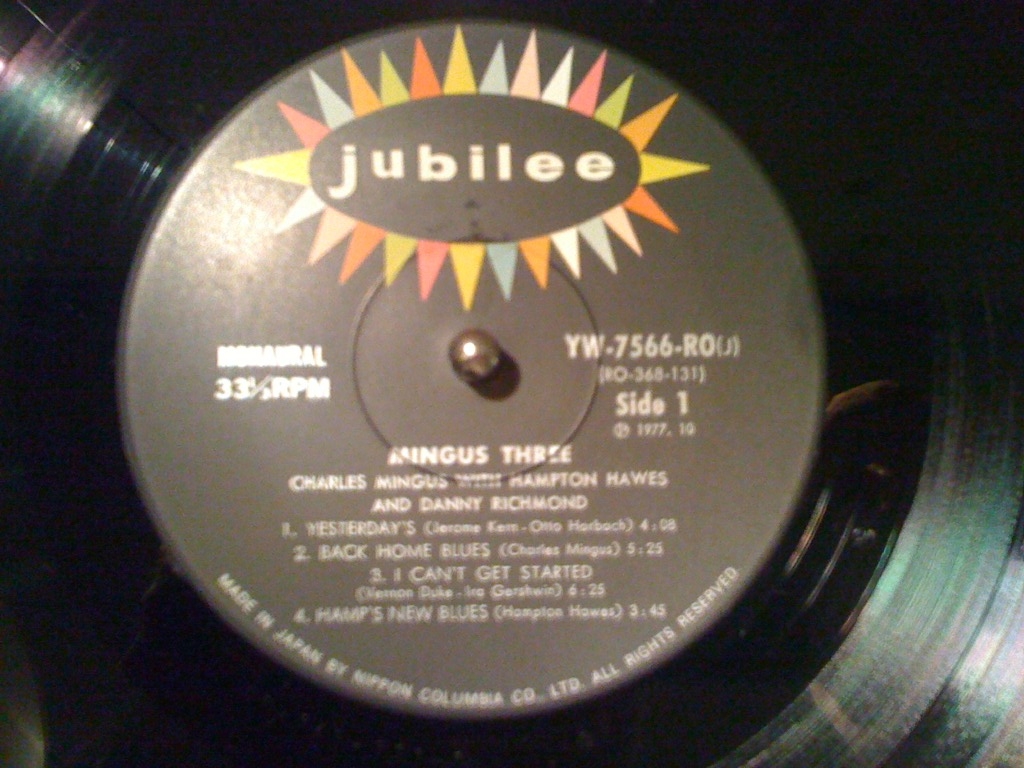 jubilee
MONAURAL
33⅓RPM
YW-7566-RO(J)
(RO-368-131)
Side 1
Ⓟ 1977. 10
MINGUS THREE
CHARLES MINGUS WITH HAMPTON HAWES
AND DANNY RICHMOND
1. YESTERDAY'S (Jerome Kern-Otto Harbach) 4:08
2. BACK HOME BLUES (Charles Mingus) 5:25
3. I CAN'T GET STARTED
(Vernon Duke-Ira Gershwin) 6:25
4. HAMP'S NEW BLUES (Hampton Hawes) 3:45
MADE IN JAPAN BY NIPPON COLUMBIA CO., LTD. ALL RIGHTS RESERVED